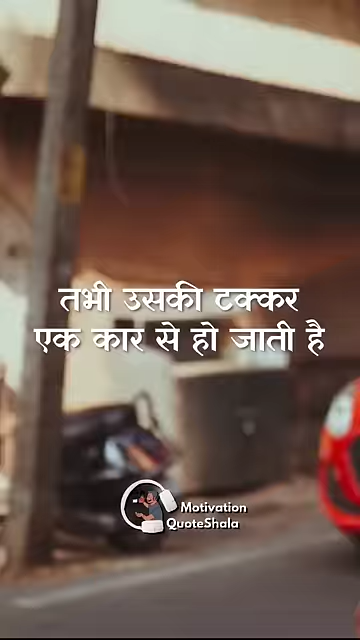 तभी उसकी टक्कर
एक कार से हो जाती है
Motivation
QuoteShala